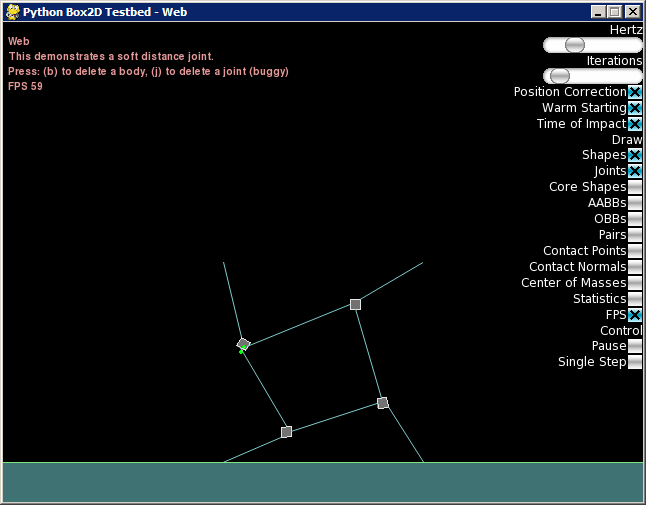 Python Box2D Testbed - Web
Web
This demonstrates a soft distance joint.
Press: (b) to delete a body, (j) to delete a joint (buggy)
FPS 59
Hertz
Iterations
Position Correction
Warm Starting
Time of Impact
Draw
Shapes
Joints
Core Shapes
AABBs
OBBs
Pairs
Contact Points
Contact Normals
Center of Masses
Statistics
FPS
Control
Pause
Single Step